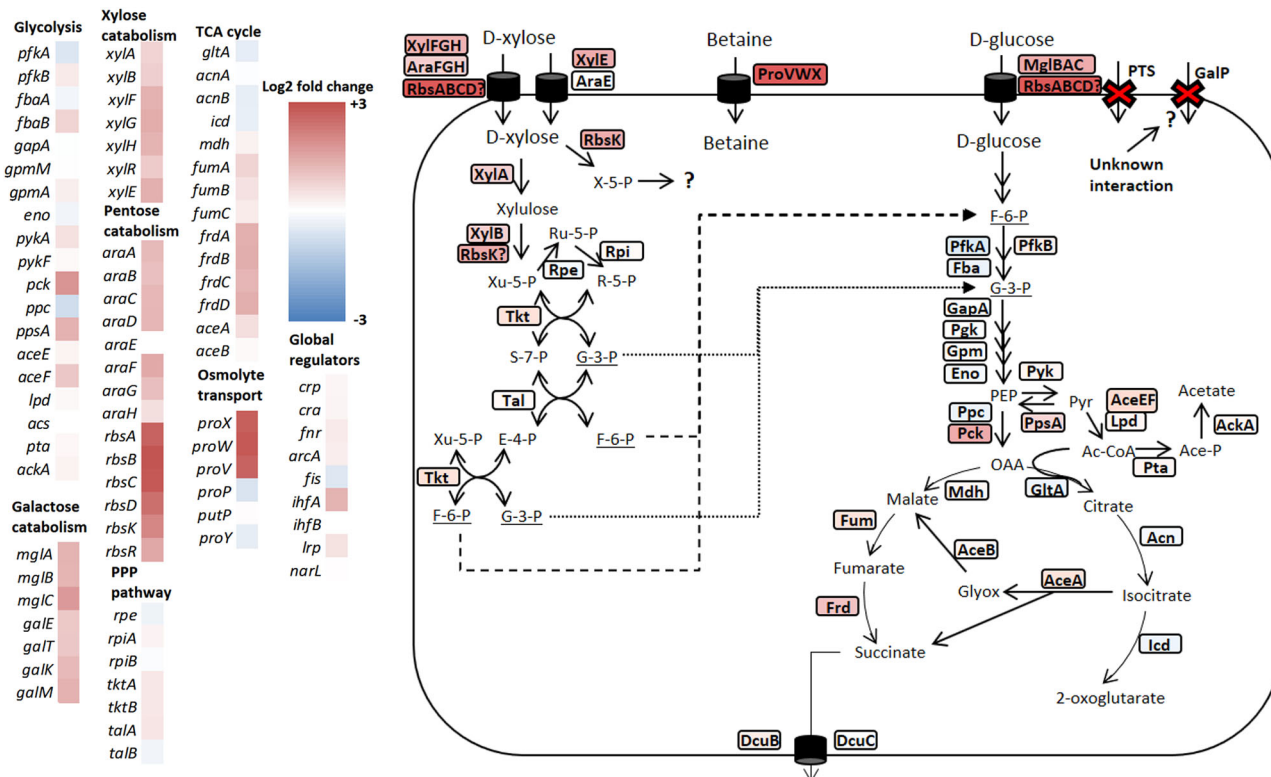 Glycolysis
pfkA
pfkB
fbaA
fbaB
gapA
gpmM
gpmA
eno
pykA
pykF
pck
ppc
ppsA
aceE
aceF
lpd
acs
pta
ackA
Galactose
catabolism
mglA
mglB
mglC
galE
galT
galK
galM
Xylose
catabolism
xylA
xylB
xylF
xylG
xylH
xylR
xylE
Pentose
catabolism
araA
araB
araC
araD
araE
araF
araG
araH
rbsA
rbsB
rbsC
rbsD
rbsK
rbsR
PPP
pathway
rpe
rpiA
rpiB
tktA
tktB
talA
talB
TCA cycle
gltA
acnA
acnB
icd
mdh
fumA
fumB
fumC
frdA
frdB
frdC
frdD
aceA
aceB
Osmolyte
transport
proX
proW
proV
proP
putP
proY
Log2 fold change
+3
-3
Global
regulators
crp
cra
fnr
arcA
fis
ihfA
ihfB
lrp
narL
D-xylose
XylFGH
AraFGH
RbsABCD?
XylE
AraE
Betaine
ProVWX
D-glucose
MglBAC
RbsABCD?
PTS
GalP
D-xylose
Betaine
D-glucose
?
Unknown
interaction
RbsK
XylA
X-5-P
?
Xylulose
XylB
RbsK?
Ru-5-P
Rpi
Rpe
Xu-5-P
R-5-P
Tkt
S-7-P
G-3-P
Tal
Xu-5-P
E-4-P
F-6-P
Tkt
F-6-P
G-3-P
F-6-P
PfkA
PfkB
Fba
G-3-P
GapA
Pgk
Gpm
Eno
Pyk
PEP
Pyr
AceEF
Lpd
Acetate
Ppc
Pck
PpsA
AckA
Ac-CoA
Ace-P
Pta
OAA
Mdh
GltA
Malate
Citrate
Fum
Acn
AceB
Fumarate
Glyox
AceA
Isocitrate
Frd
Icd
Succinate
2-oxoglutarate
DcuB
DcuC